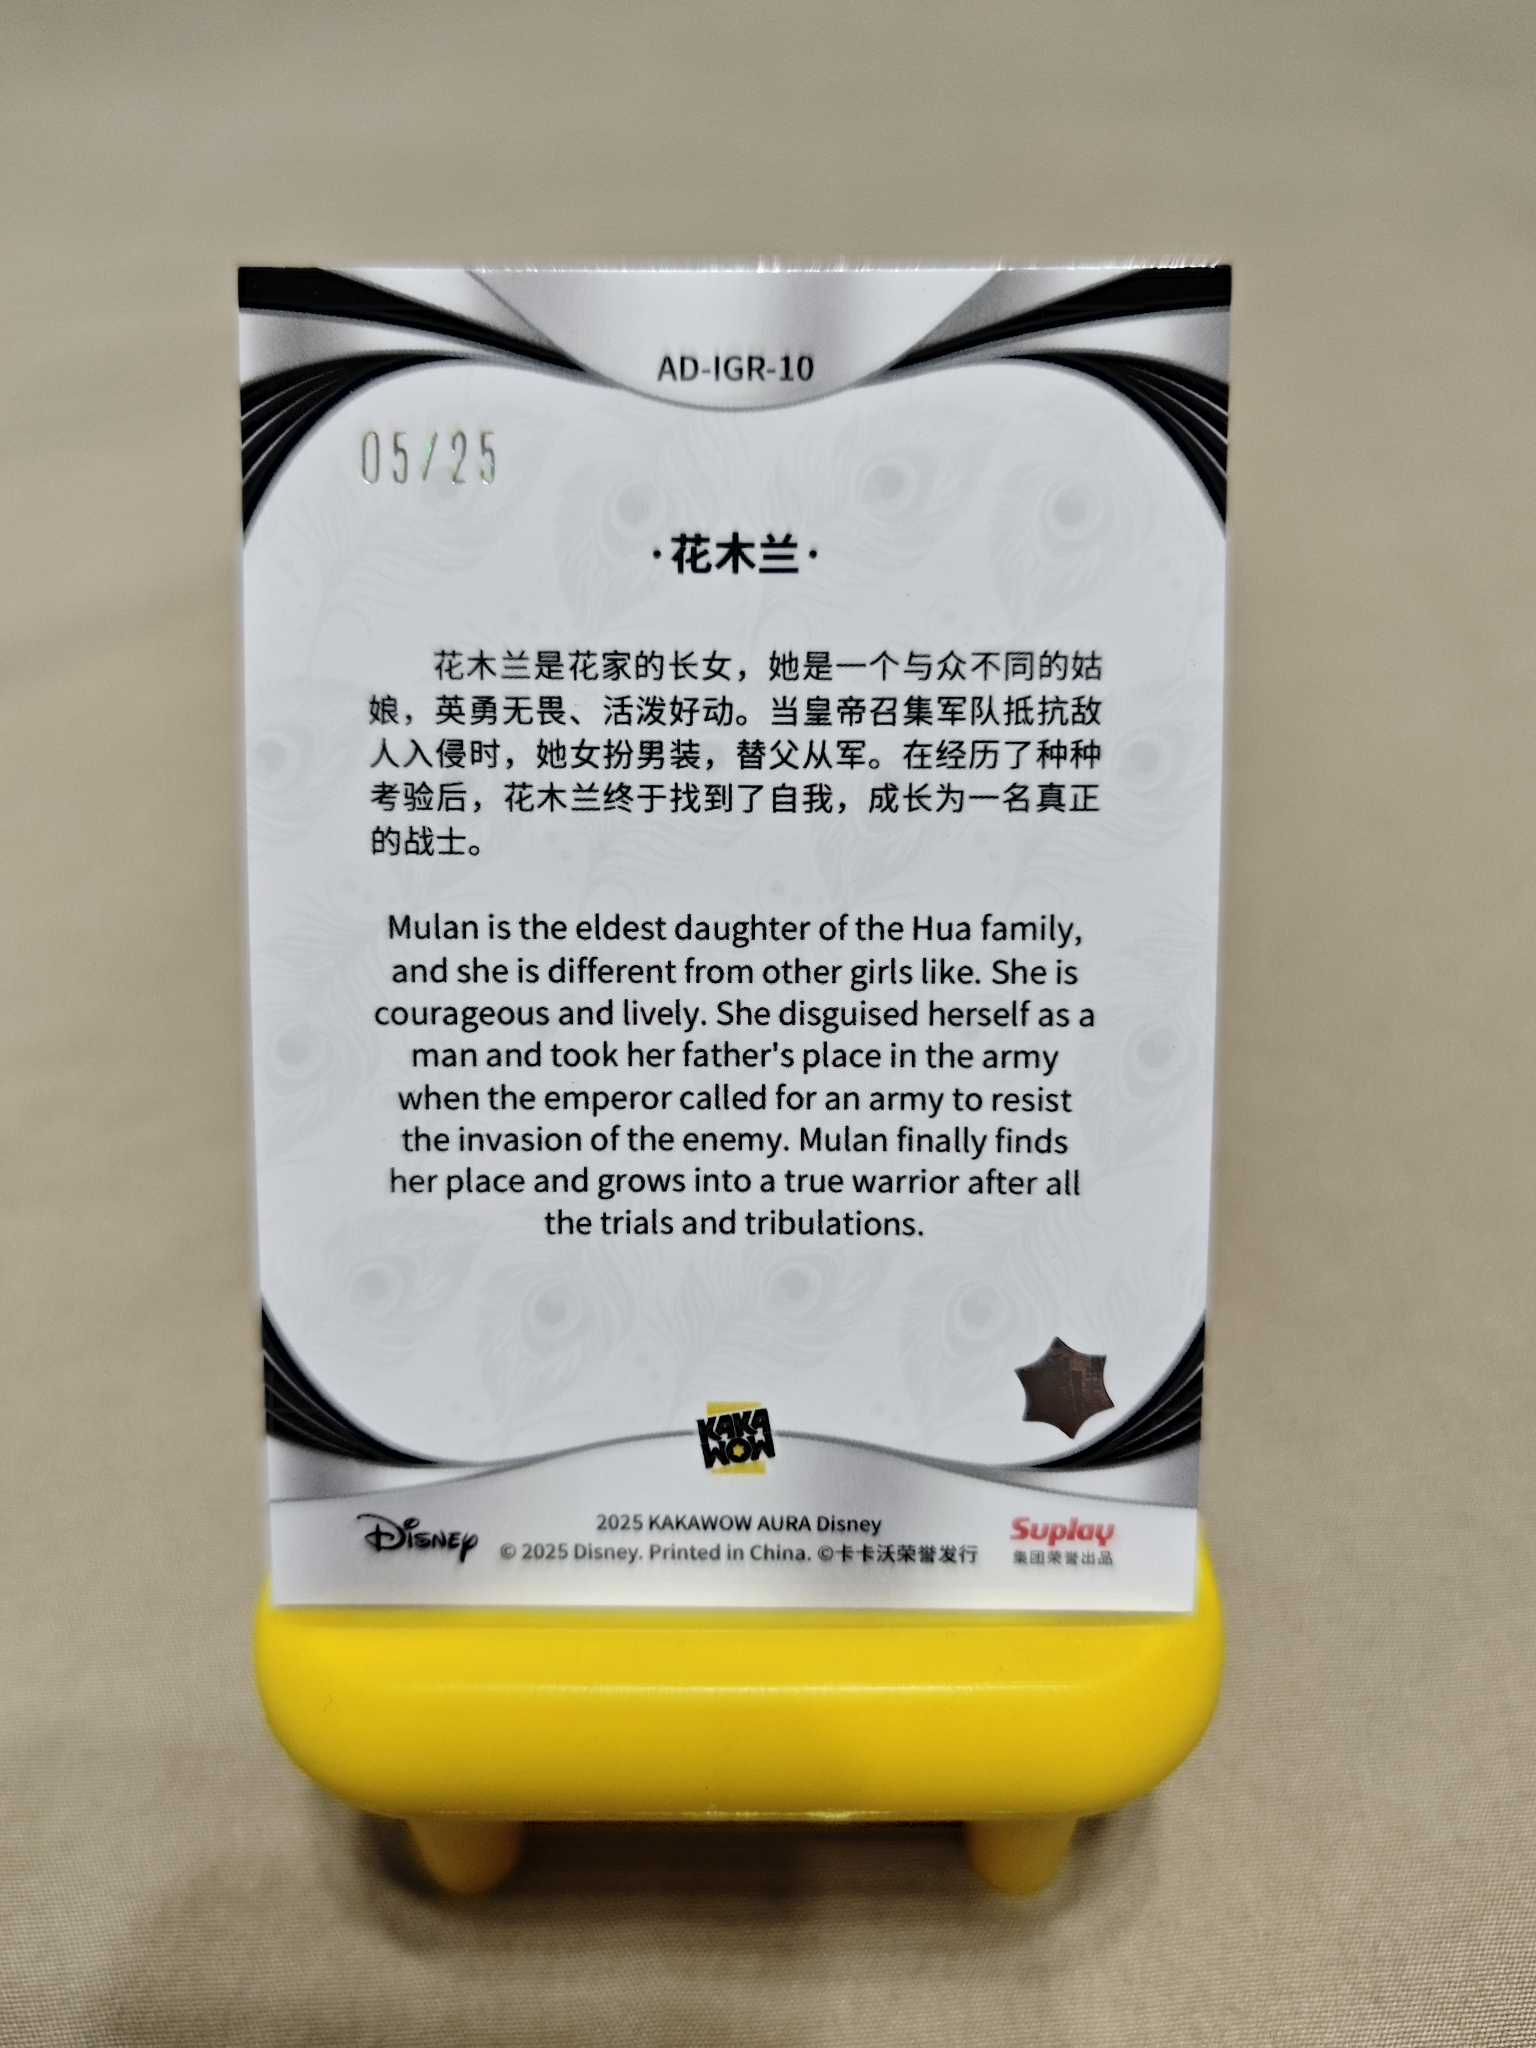 AD-IGR-10
05/25
·花木兰·
花木兰是花家的长女，她是一个与众不同的姑
娘，英勇无畏、活泼好动。当皇帝召集军队抵抗敌
人入侵时，她女扮男装，替父从军。在经历了种种
考验后，花木兰终于找到了自我，成长为一名真正
的战士。
Mulan is the eldest daughter of the Hua family,
and she is different from other girls like. She is
courageous and lively. She disguised herself as a
man and took her father's place in the army
when the emperor called for an army to resist
the invasion of the enemy. Mulan finally finds
her place and grows into a true warrior after all
the trials and tribulations.
KAKA
WOW
Disney
2025 KAKAWOW AURA Disney
© 2025 Disney. Printed in China. ©卡卡沃荣誉发行
Suplay
集团荣誉出品